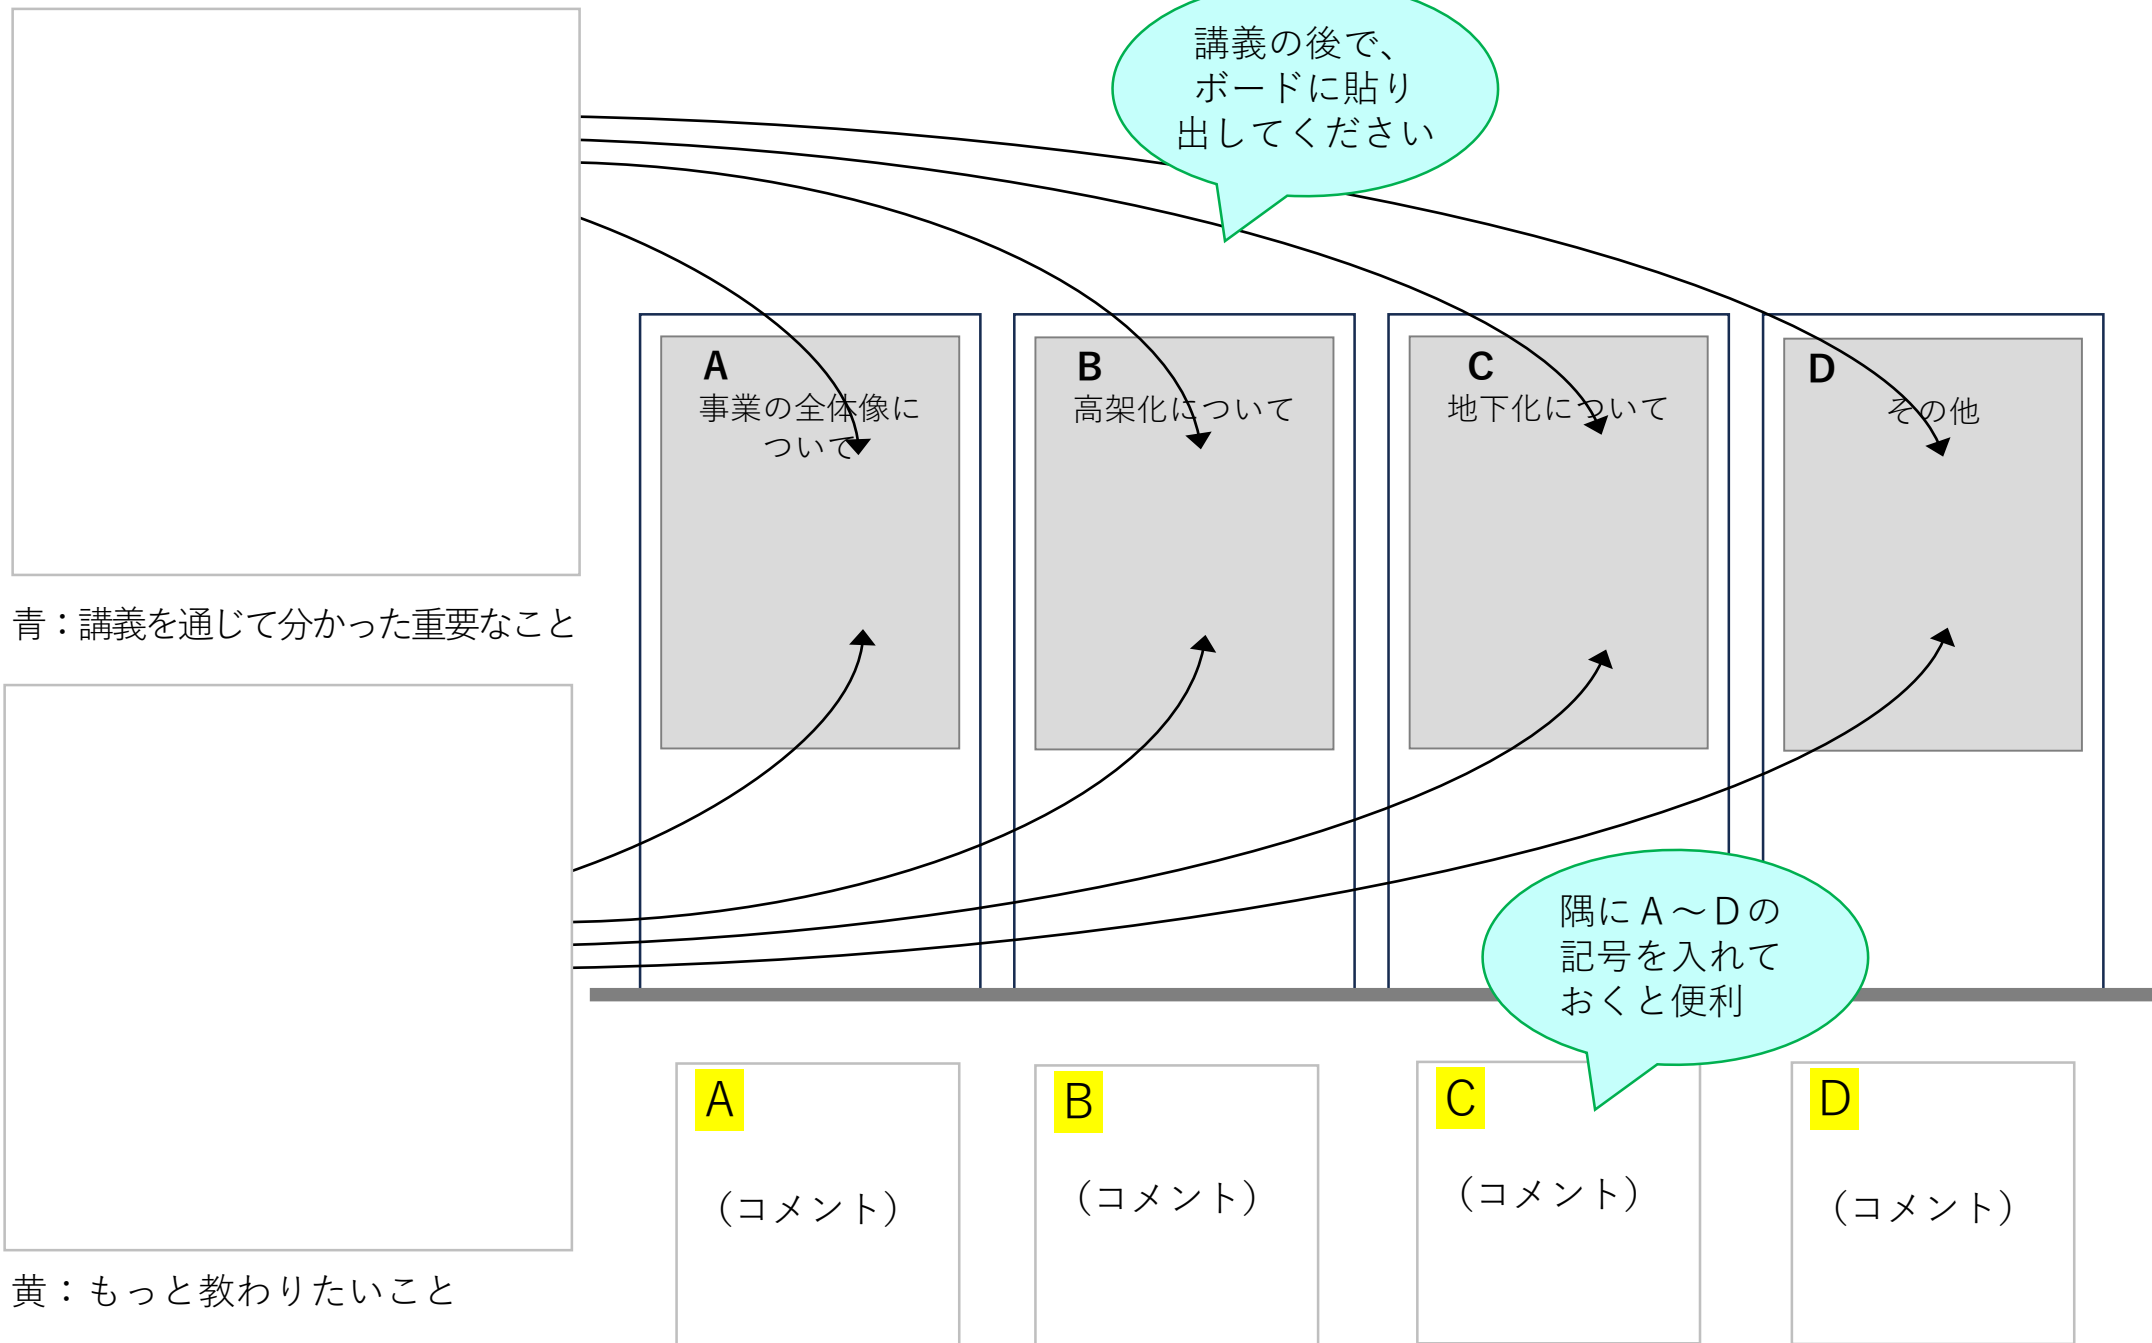 講義の後で、
ボードに貼り
出してください
A
事業の全体像に
ついて
B
高架化について
C
地下化について
D
その他
青：講義を通じて分かった重要なこと
隅にA～Dの
記号を入れて
おくと便利
A
（コメント）
B
（コメント）
C
（コメント）
D
（コメント）
黄：もっと教わりたいこと